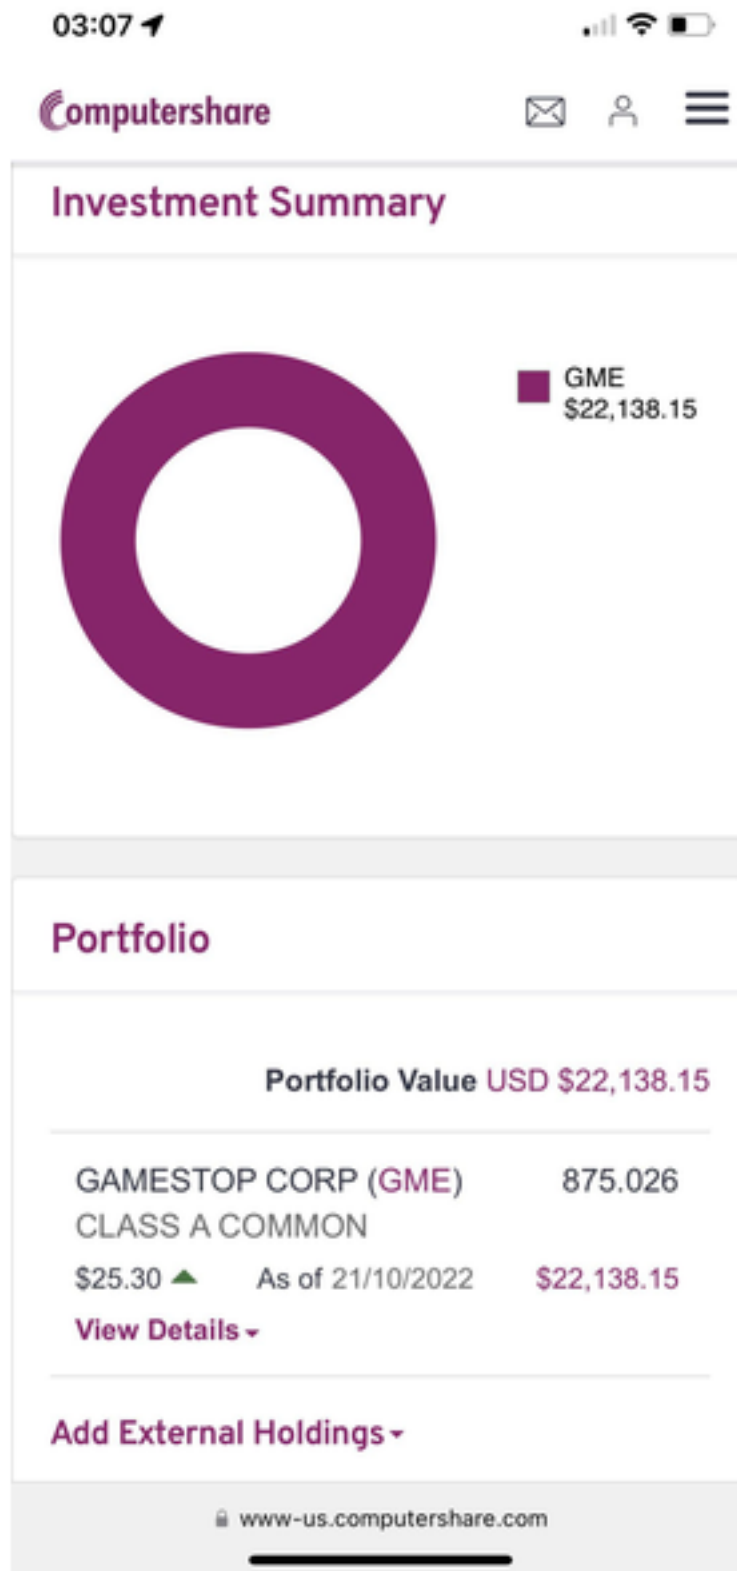 03:07
Computershare
Investment Summary
GME
$22,138.15
Portfolio
Portfolio Value USD $22,138.15
GAMESTOP CORP (GME) 875.026
CLASS A COMMON
$25.30 As of 21/10/2022 $22,138.15
View Details
Add External Holdings
www-us.computershare.com